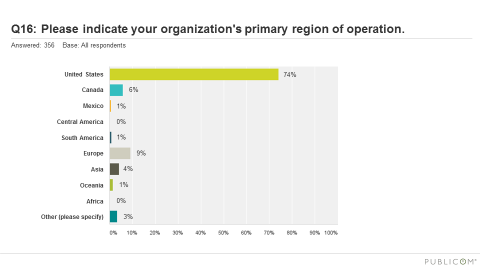 Q16: Please indicate your organization's primary region of operation.
Answered: 356 Base: All respondents
United States 74%
Canada 6%
Mexico 1%
Central America 0%
South America 1%
Europe 9%
Asia 4%
Oceania 1%
Africa 0%
Other (please specify) 3%
0% 10% 20% 30% 40% 50% 60% 70% 80% 90% 100%
PUBLICOM